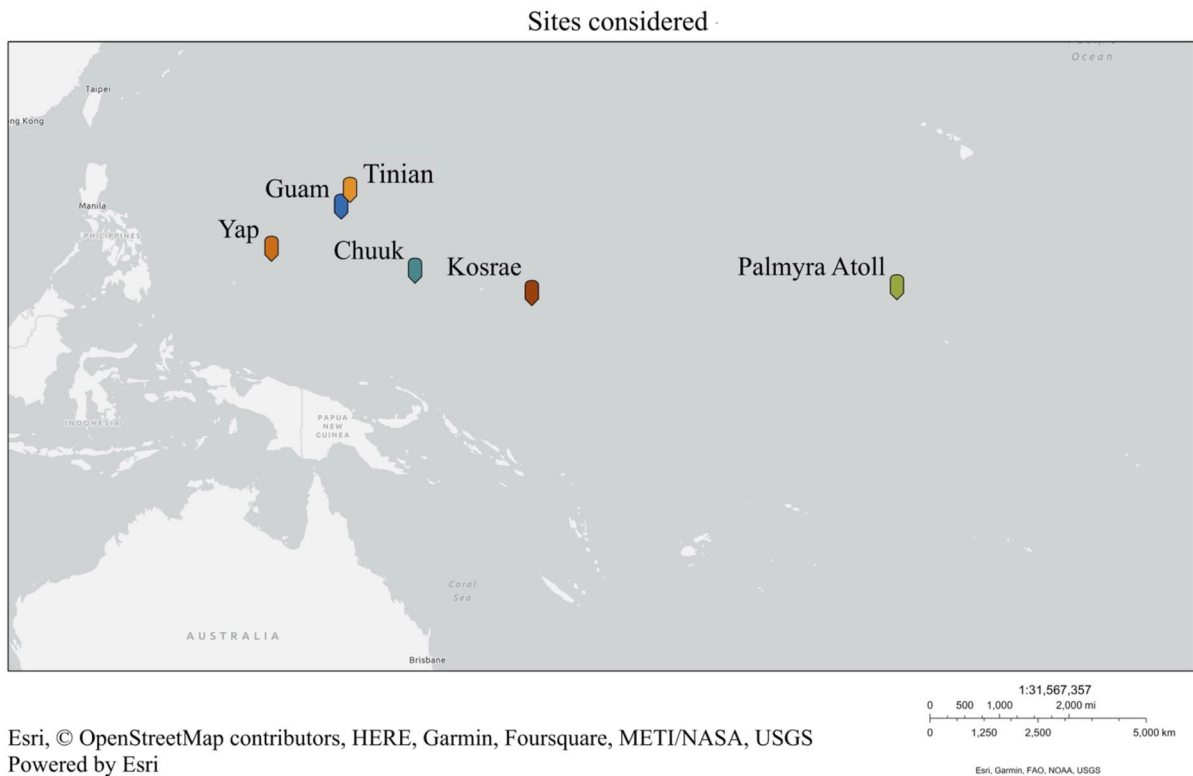 Sites considered
Ocean
Taipei
ng Kong
Tinian
Guam
Manila
Yap
PHILIPPINES
Chuuk
Kosrae
Palmyra Atoll
INDONESIA
PAPUA
NEW
GUINEA
Coral
Sea
AUSTRALIA
Brisbane
1:31,567,357
0 500 1,000 2,000 mi
0 1,250 2,500 5,000 km
Esri, © OpenStreetMap contributors, HERE, Garmin, Foursquare, METI/NASA, USGS
Powered by Esri
Esri, Garmin, FAO, NOAA, USGS